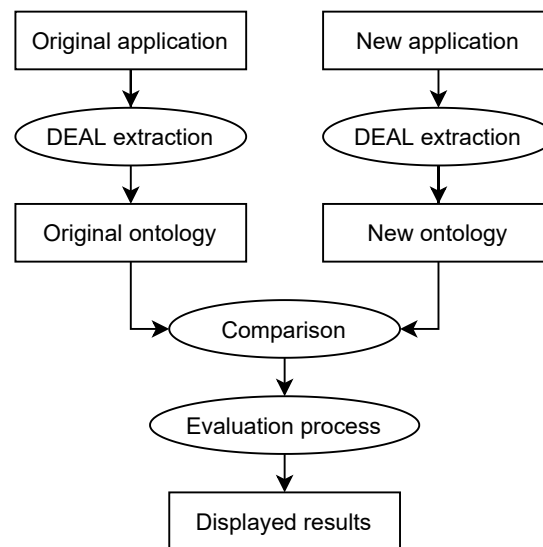 Original application
New application
DEAL extraction
DEAL extraction
Original ontology
New ontology
Comparison
Evaluation process
Displayed results